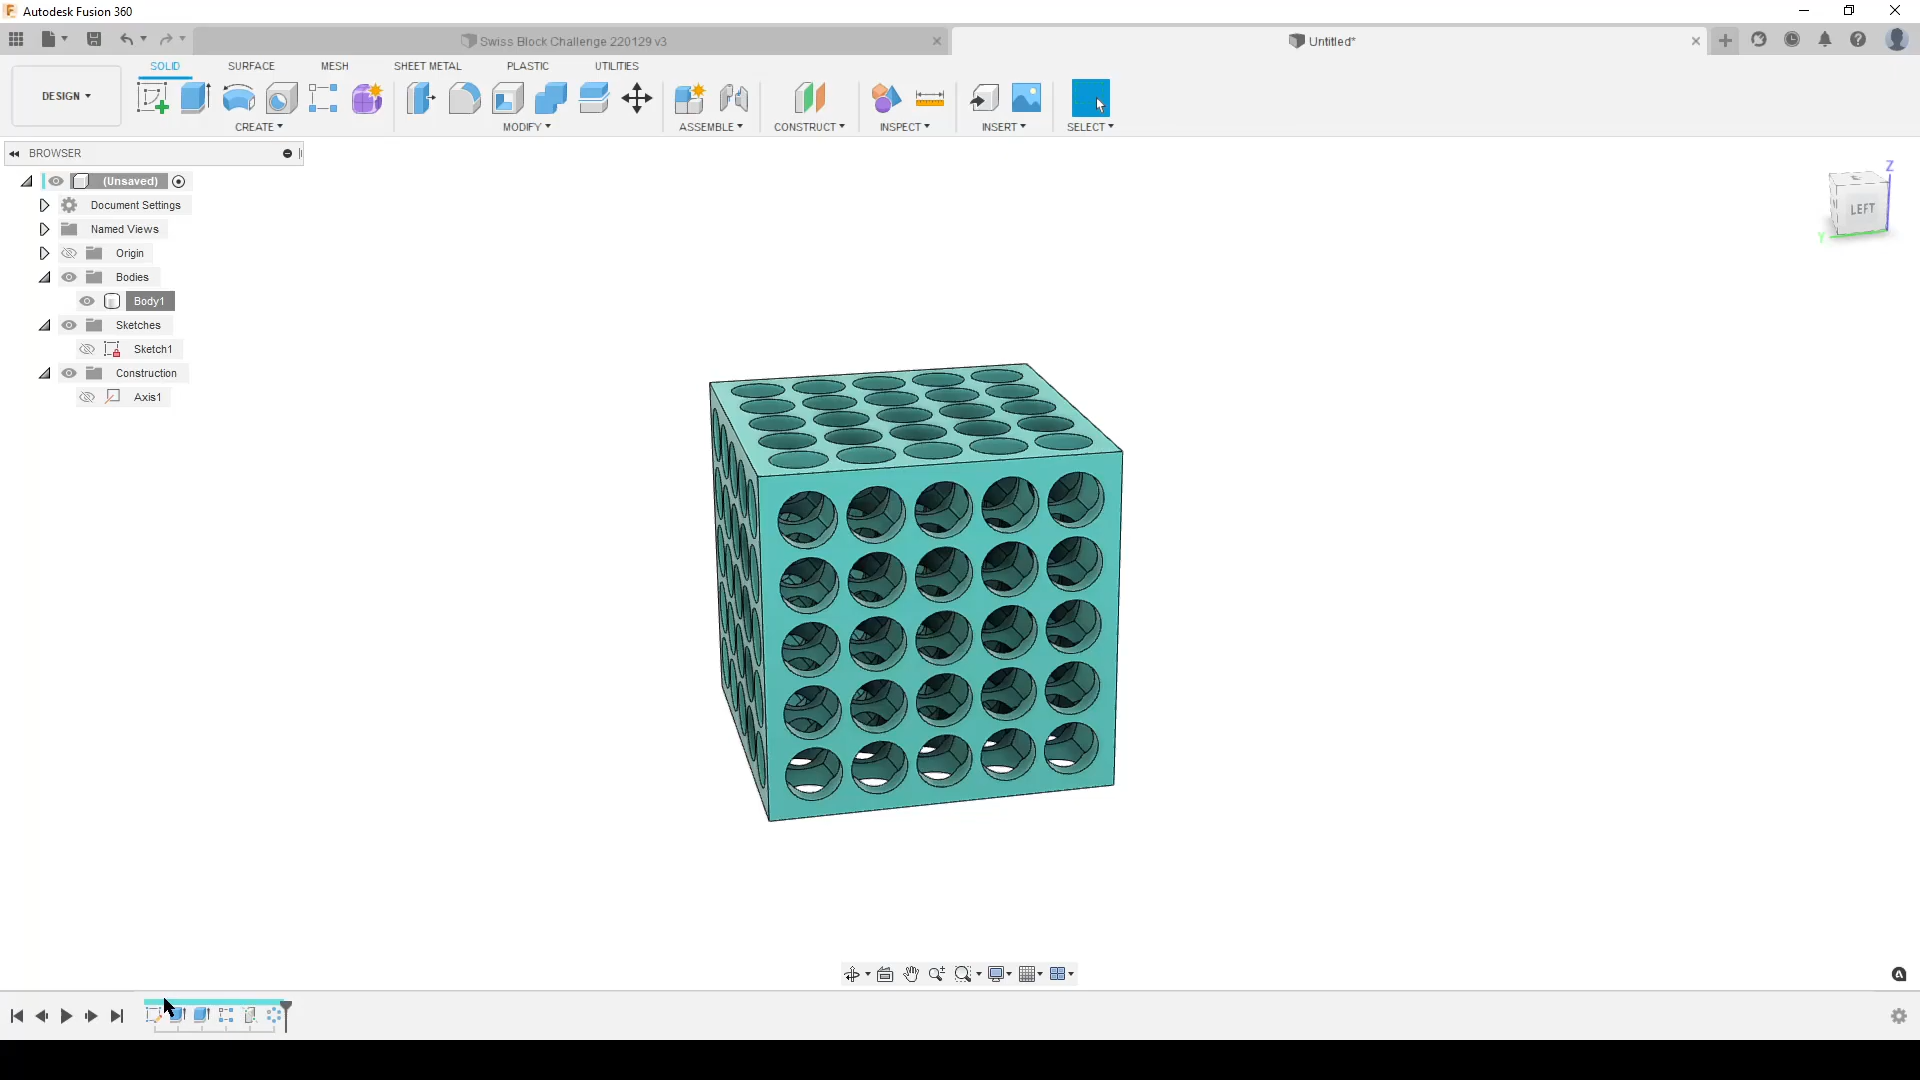 Autodesk Fusion 360
Swiss Block Challenge 220129 v3
Untitled*
DESIGN
SOLID
SURFACE
MESH
SHEET METAL
PLASTIC
UTILITIES
CREATE
MODIFY
ASSEMBLE
CONSTRUCT
INSPECT
INSERT
SELECT
BROWSER
(Unsaved)
Document Settings
Named Views
Origin
Bodies
Body1
Sketches
Sketch1
Construction
Axis1
Z
LEFT
Y